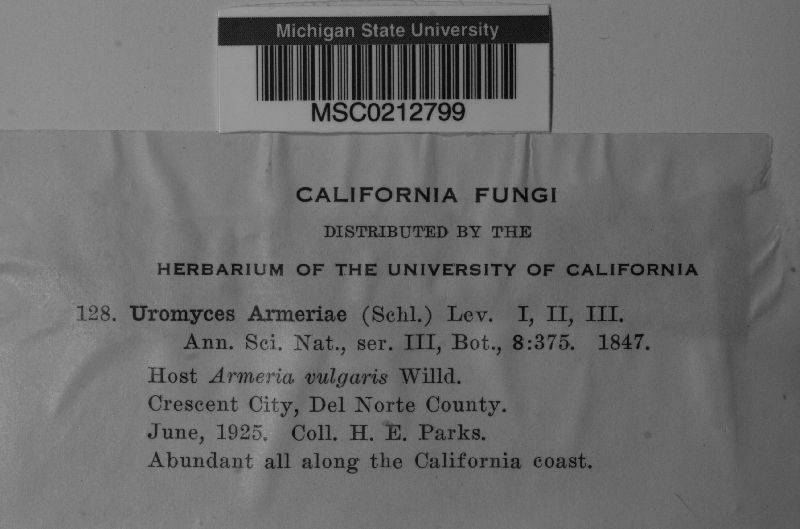 Michigan State University
MSC0212799
CALIFORNIA FUNGI
DISTRIBUTED BY THE
HERBARIUM OF THE UNIVERSITY OF CALIFORNIA
128. Uromyces Armeriae (Schl.) Lev. I, II, III.
Ann. Sci. Nat., ser. III, Bot., 8:375. 1847.
Host Armeria vulgaris Willd.
Crescent City, Del Norte County.
June, 1925. Coll. H. E. Parks.
Abundant all along the California coast.